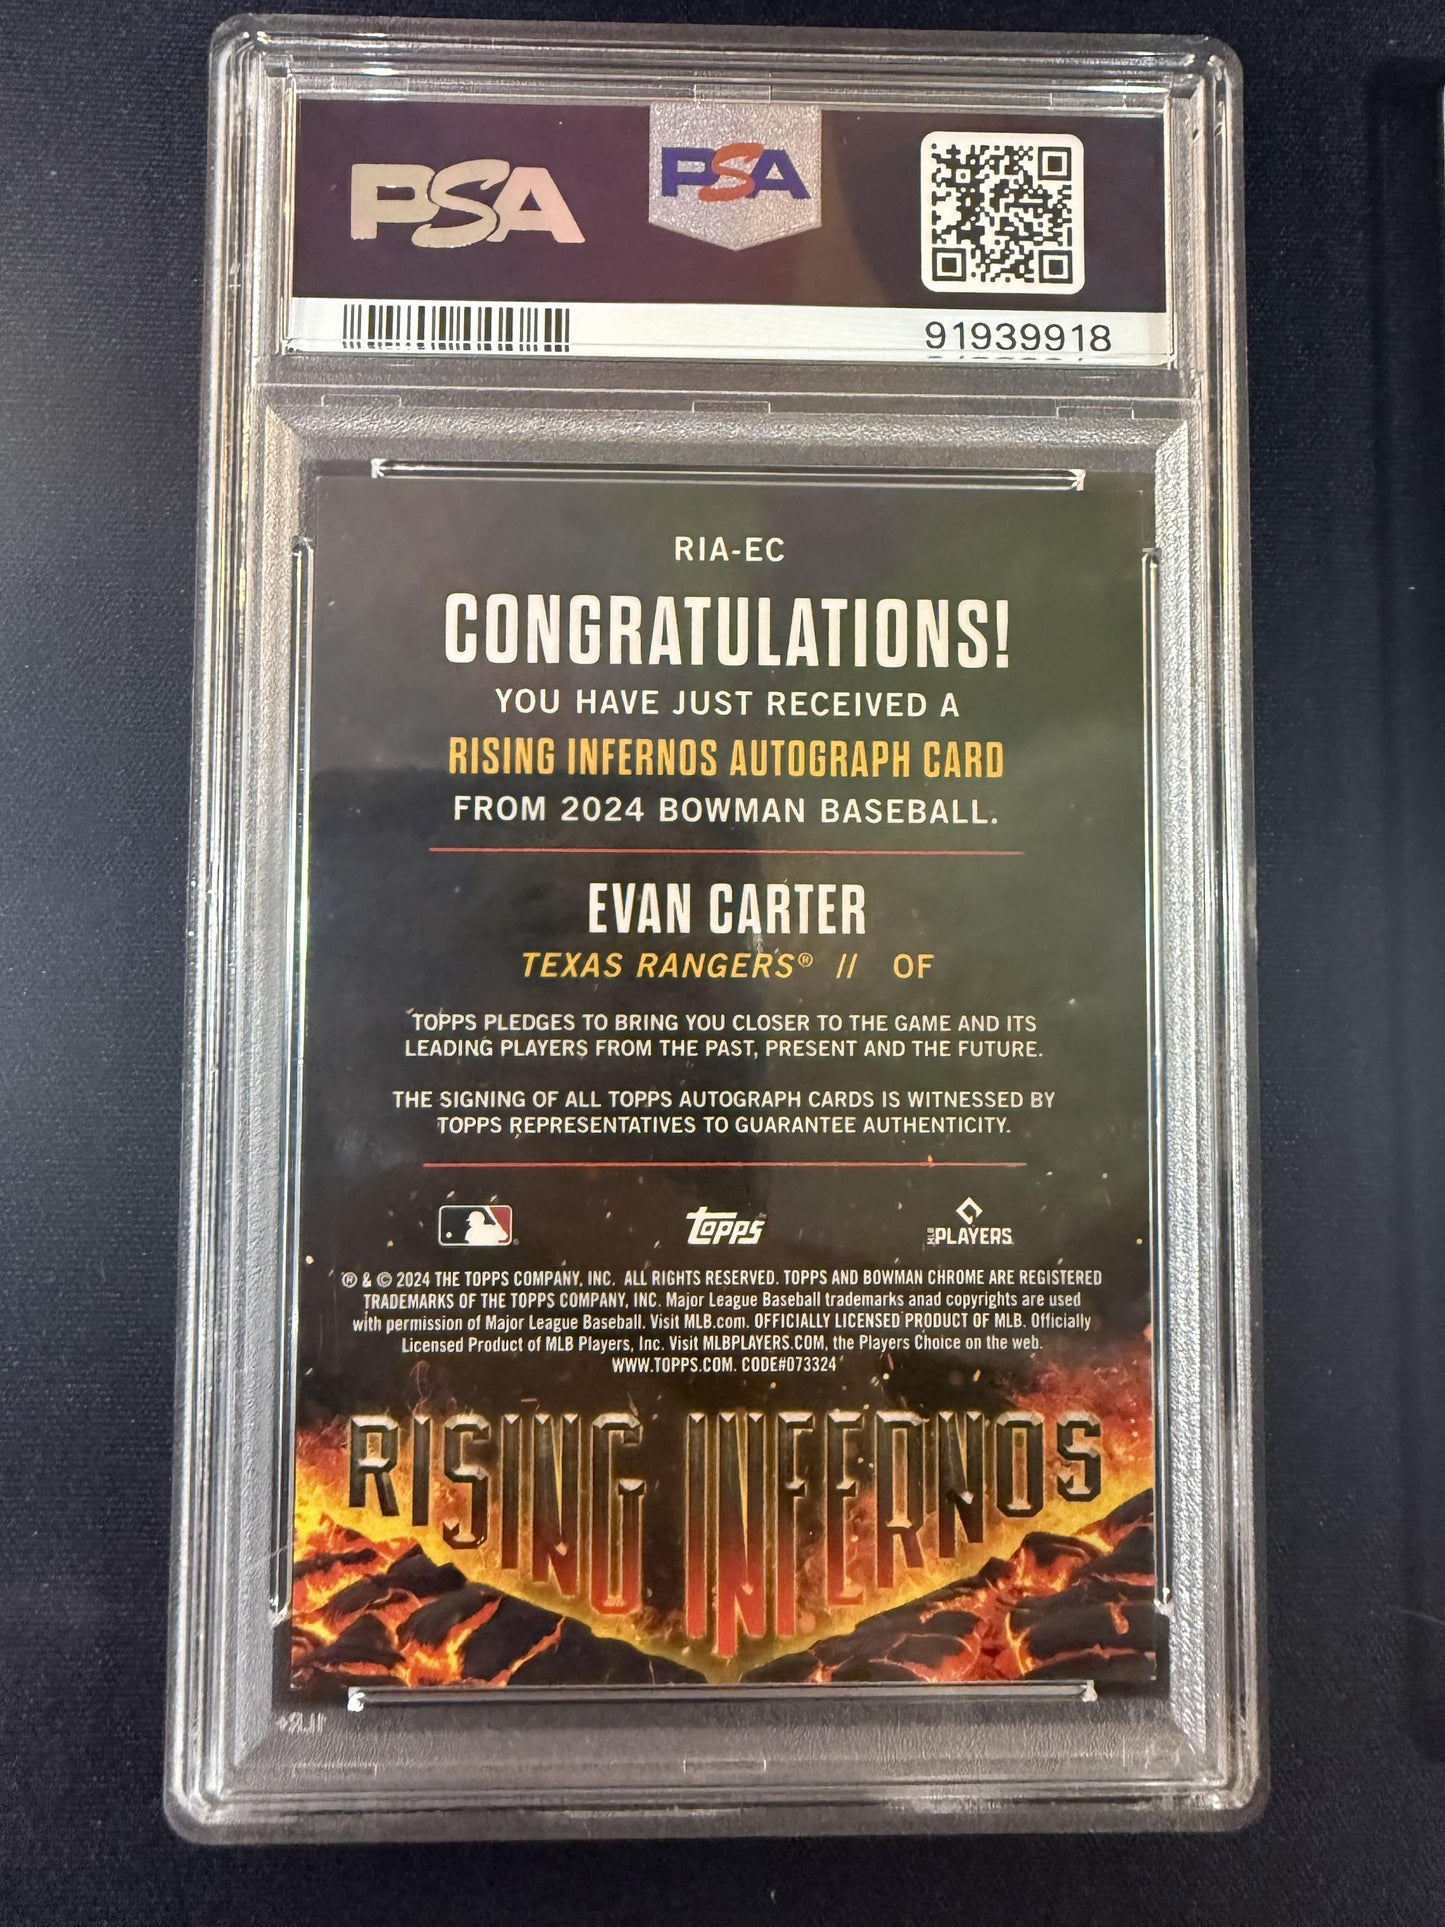 PSA
PSA
91939918
RIA-EC
CONGRATULATIONS!
YOU HAVE JUST RECEIVED A
RISING INFERNOS AUTOGRAPH CARD
FROM 2024 BOWMAN BASEBALL.
EVAN CARTER
TEXAS RANGERS® // OF
TOPPS PLEDGES TO BRING YOU CLOSER TO THE GAME AND ITS
LEADING PLAYERS FROM THE PAST, PRESENT AND THE FUTURE.
THE SIGNING OF ALL TOPPS AUTOGRAPH CARDS IS WITNESSED BY
TOPPS REPRESENTATIVES TO GUARANTEE AUTHENTICITY.
Topps
MLB PLAYERS
® & © 2024 THE TOPPS COMPANY, INC. ALL RIGHTS RESERVED. TOPPS AND BOWMAN CHROME ARE REGISTERED
TRADEMARKS OF THE TOPPS COMPANY, INC. Major League Baseball trademarks anad copyrights are used
with permission of Major League Baseball. Visit MLB.com. OFFICIALLY LICENSED PRODUCT OF MLB. Officially
Licensed Product of MLB Players, Inc. Visit MLBPLAYERS.COM, the Players Choice on the web.
WWW.TOPPS.COM. CODE#073324
RISING INFERNOS